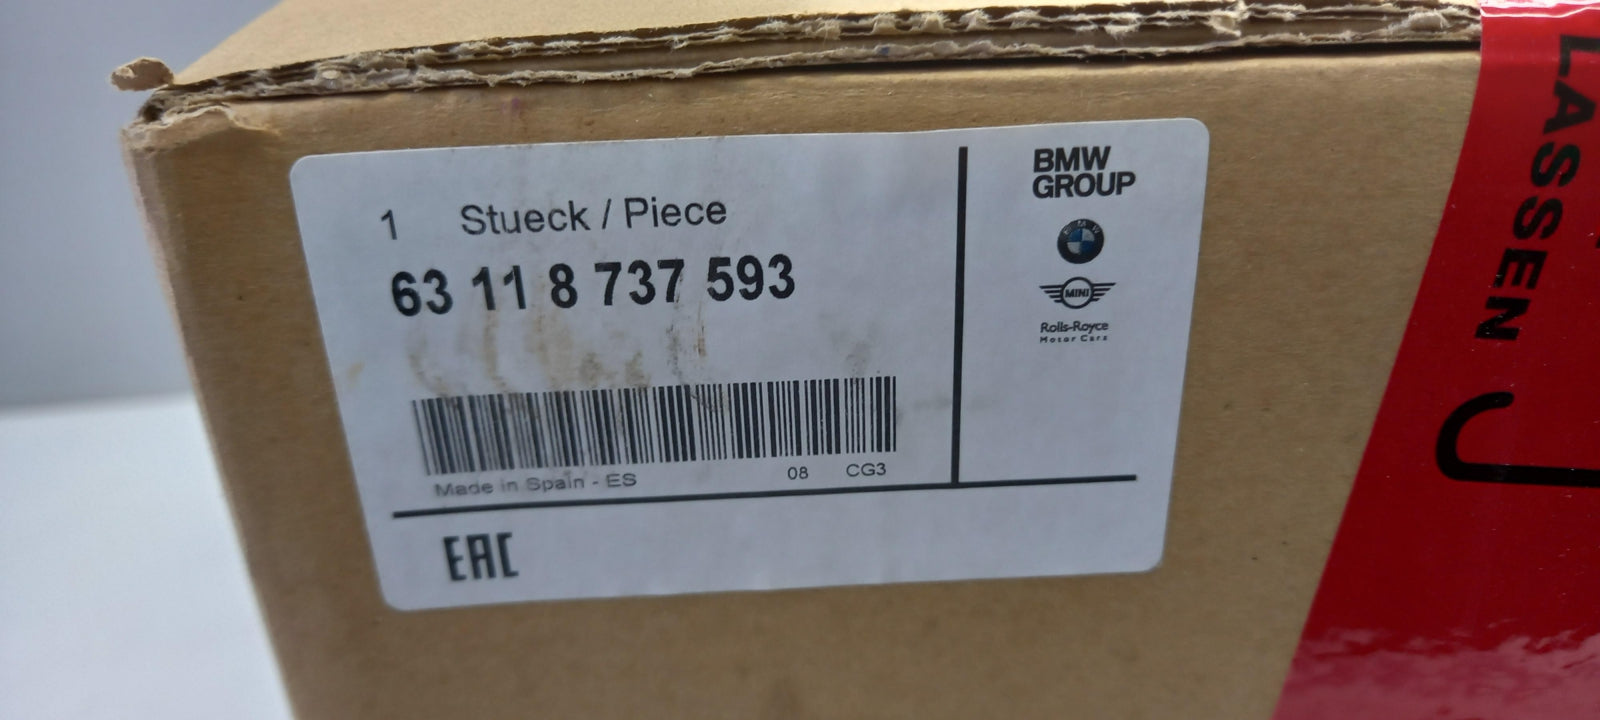 1 Stueck / Piece
63 11 8 737 593
Made in Spain - ES 08 CG3
EAC
BMW
GROUP
BMW
MINI
Rolls-Royce
Motor Cars
LASSEN